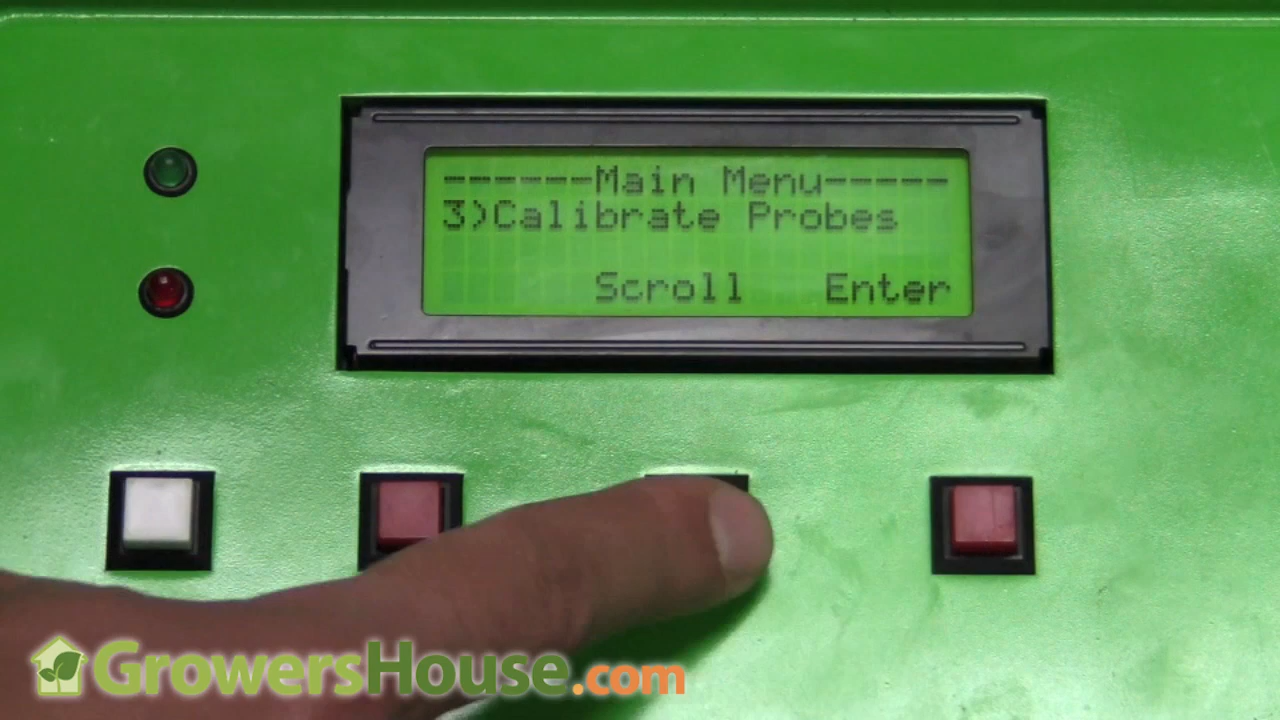 ------Main Menu-----
3)Calibrate Probes
Scroll Enter
GrowersHouse.com